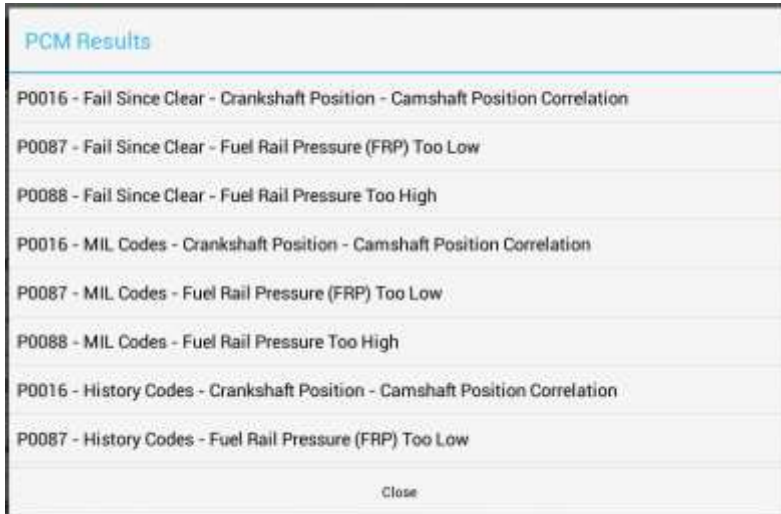 PCM Results
P0016 - Fail Since Clear - Crankshaft Position - Camshaft Position Correlation
P0087 - Fail Since Clear - Fuel Rail Pressure (FRP) Too Low
P0088 - Fail Since Clear - Fuel Rail Pressure Too High
P0016 - MIL Codes - Crankshaft Position - Camshaft Position Correlation
P0087 - MIL Codes - Fuel Rail Pressure (FRP) Too Low
P0088 - MIL Codes - Fuel Rail Pressure Too High
P0016 - History Codes - Crankshaft Position - Camshaft Position Correlation
P0087 - History Codes - Fuel Rail Pressure (FRP) Too Low
Close